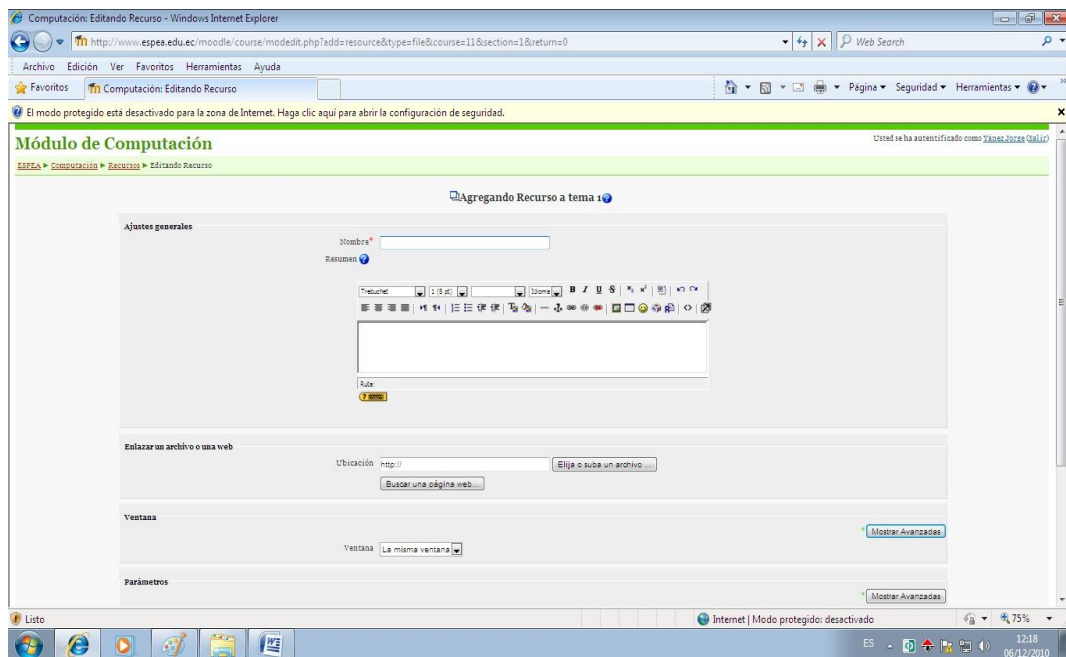 Computación: Editando Recurso - Windows Internet Explorer
http://www.espea.edu.ec/moodle/course/modedit.php?add=resource&type=file&course=11&section=1&return=0
Web Search
Archivo Edición Ver Favoritos Herramientas Ayuda
Favoritos Computación: Editando Recurso Página Seguridad Herramientas
El modo protegido está desactivado para la zona de Internet. Haga clic aquí para abrir la configuración de seguridad.
Módulo de Computación
Usted se ha autentificado como Yánez Jorge (Salir)
ESPEA ► Computación ► Recursos ► Editando Recurso
Agregando Recurso a tema 1
Ajustes generales
Nombre*
Resumen
Trebuchet 1 (8 pt) Idioma B I U S
Ruta:
Enlazar un archivo o una web
Ubicación http:// Elija o suba un archivo ...
Buscar una página web...
Ventana
* Mostrar Avanzadas
Ventana La misma ventana
Parámetros
* Mostrar Avanzadas
Listo Internet | Modo protegido: desactivado 75%
ES 12:18
06/12/2010